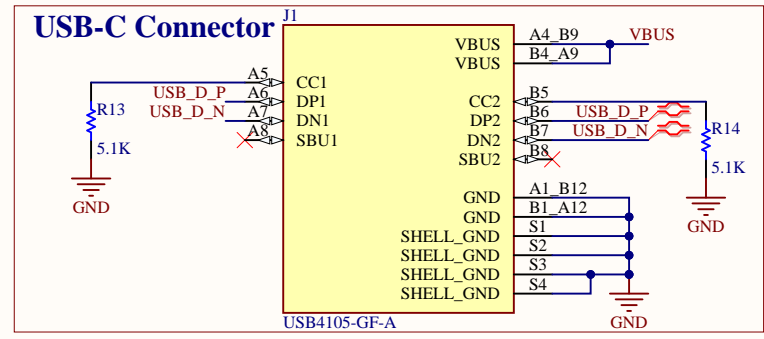 USB-C Connector
J1
VBUS A4_B9 VBUS
VBUS B4_A9
A5 CC1
USB_D_P A6 DP1
USB_D_N A7 DN1
A8 SBU1
R13
5.1K
GND
CC2 B5
DP2 B6 USB_D_P
DN2 B7 USB_D_N
SBU2 B8
R14
5.1K
GND
GND A1_B12
GND B1_A12
SHELL_GND S1
SHELL_GND S2
SHELL_GND S3
SHELL_GND S4
GND
USB4105-GF-A